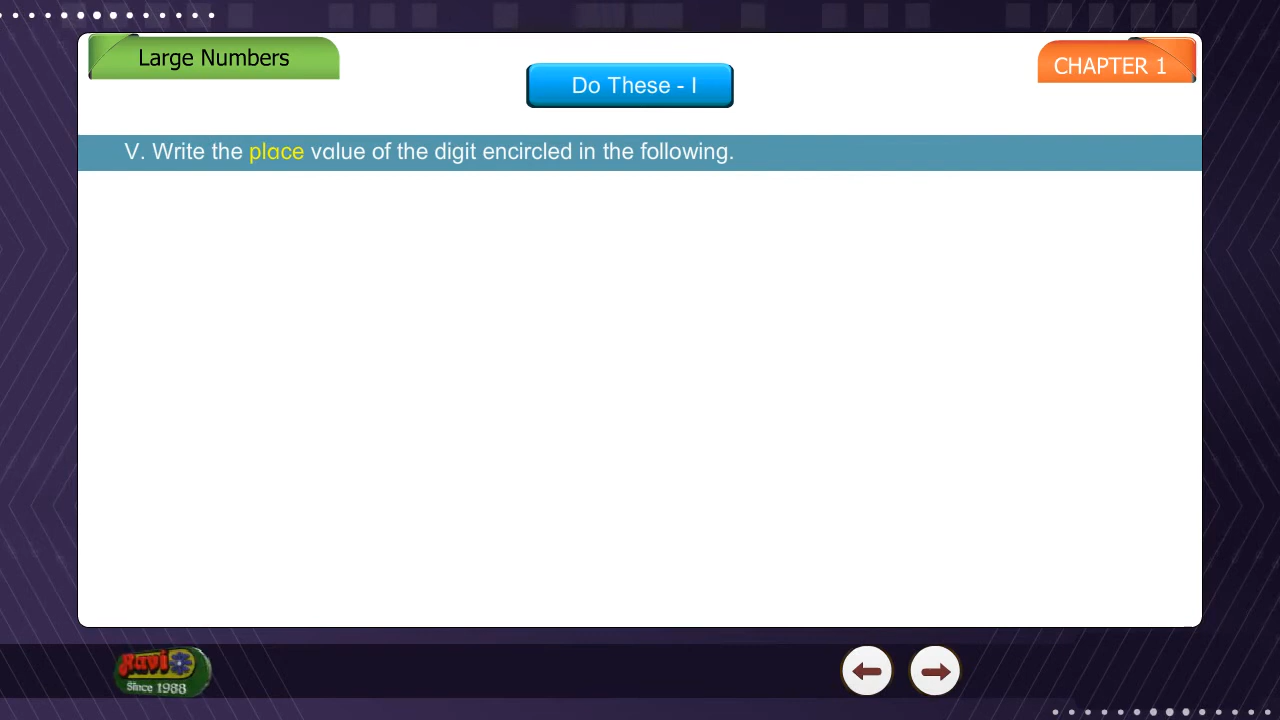 Large Numbers
CHAPTER 1
Do These - I
V. Write the place value of the digit encircled in the following.
Ravi
Since 1988